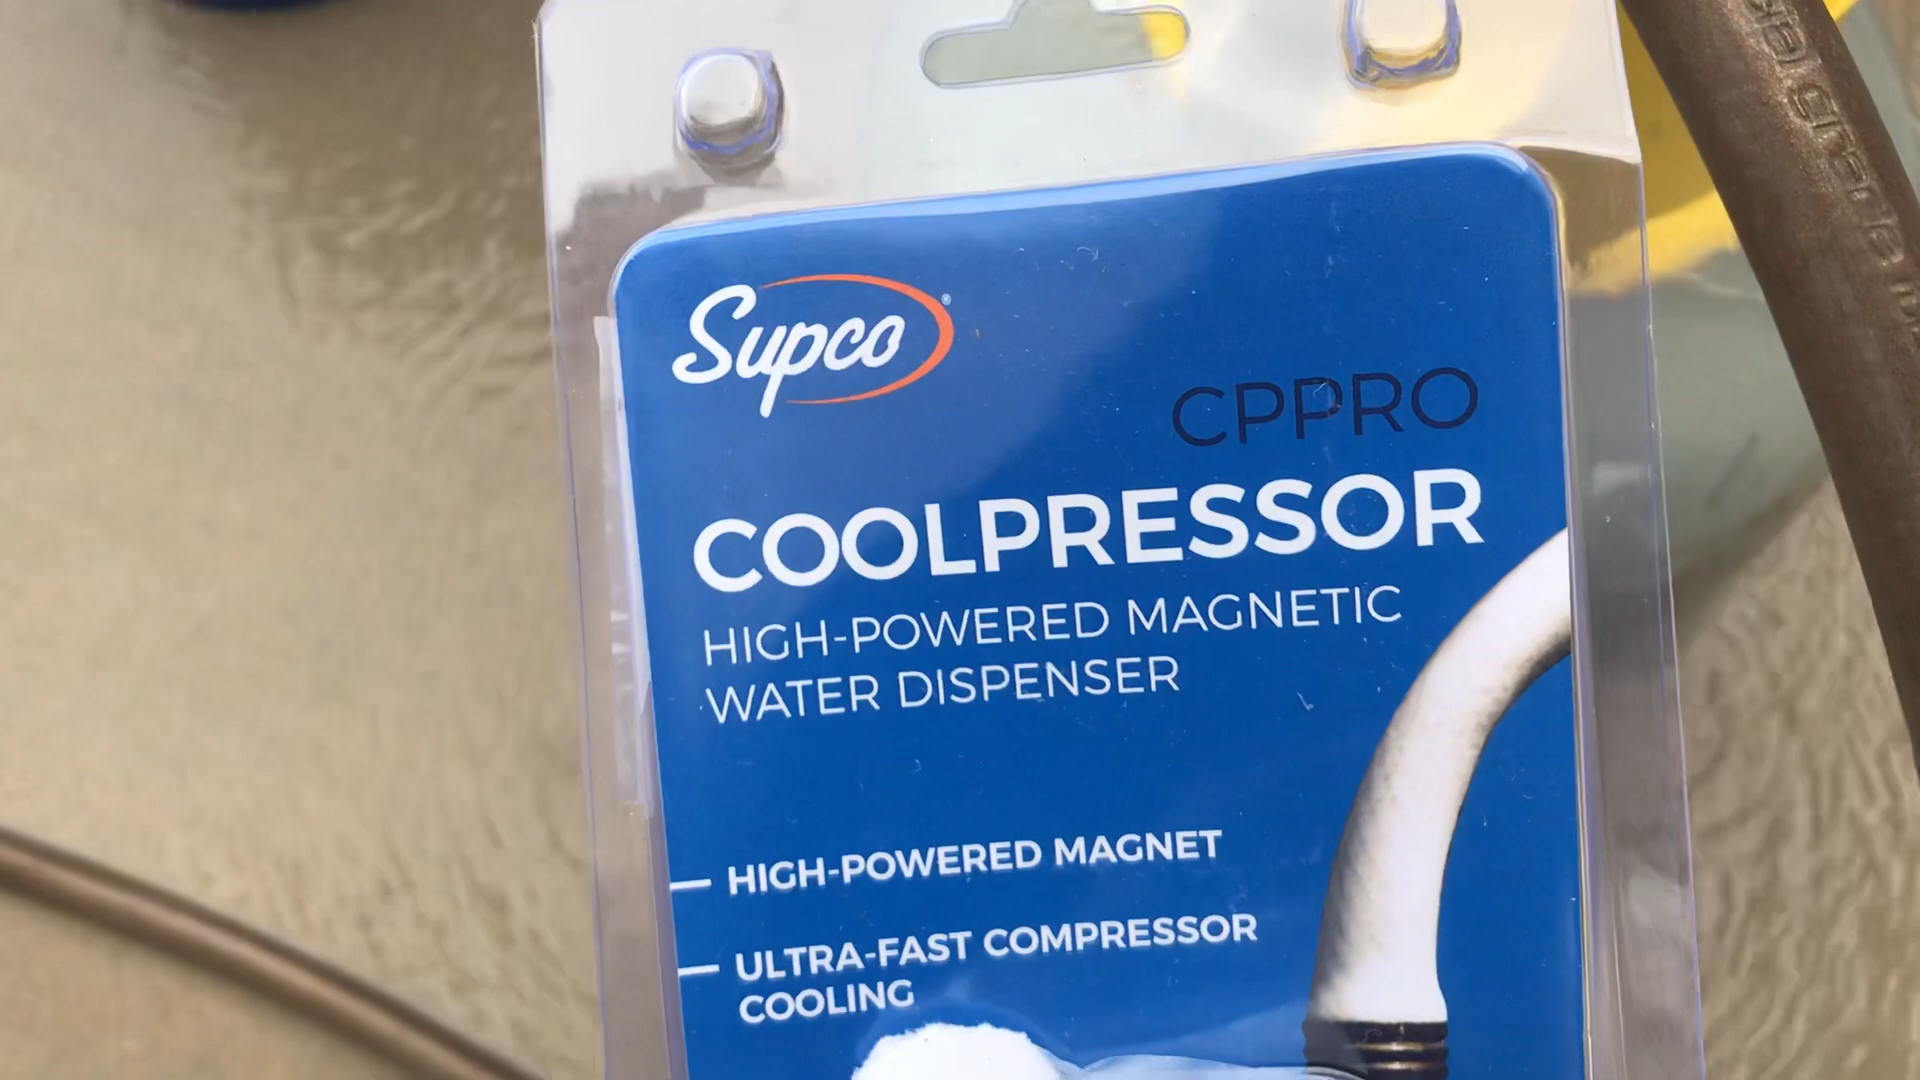 Supco®
CPPRO
COOLPRESSOR
HIGH-POWERED MAGNETIC
WATER DISPENSER
HIGH-POWERED MAGNET
ULTRA-FAST COMPRESSOR
COOLING